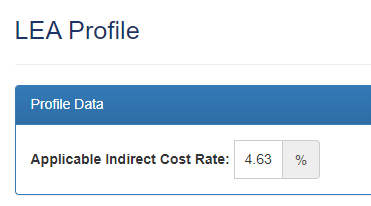 LEA Profile
Profile Data
Applicable Indirect Cost Rate: 4.63 %